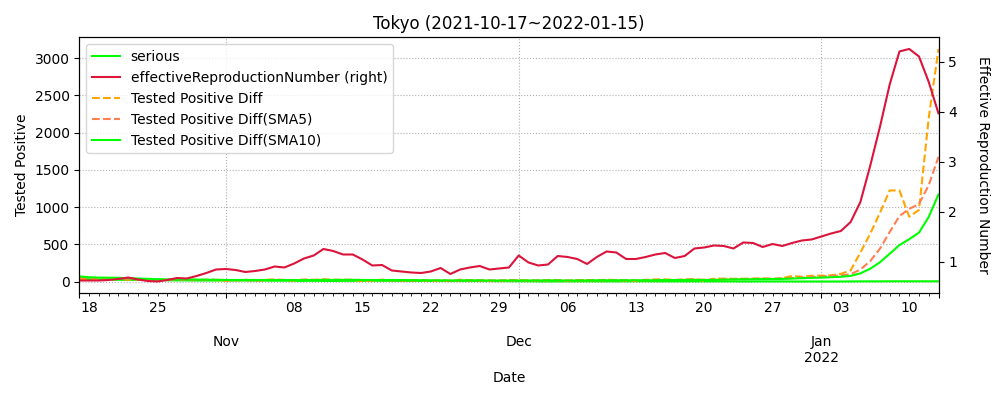 Tokyo (2021-10-17~2022-01-15)
serious
effectiveReproductionNumber (right)
Tested Positive Diff
Tested Positive Diff(SMA5)
Tested Positive Diff(SMA10)
Tested Positive
3000
2500
2000
1500
1000
500
0
5
4
3
2
1
Effective Reproduction Number
18 25 08 15 22 29 06 13 20 27 03 10
Nov Dec Jan
2022
Date